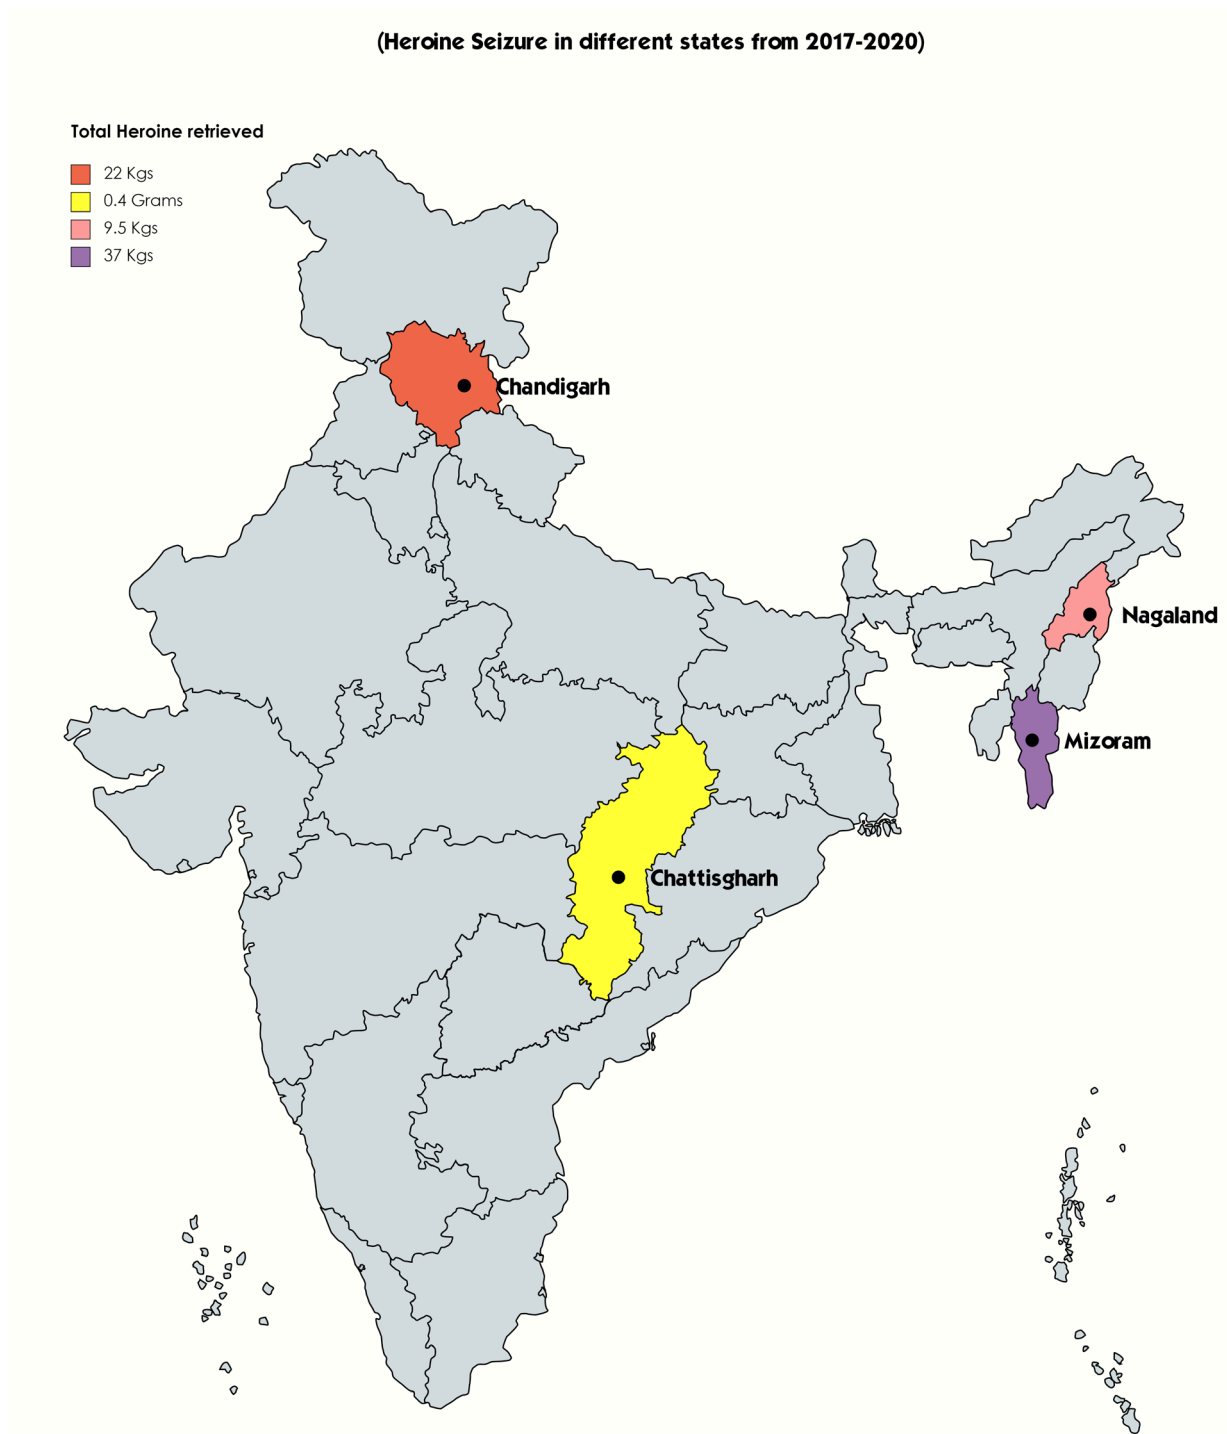 (Heroine Seizure in different states from 2017-2020)
Total Heroine retrieved
22 Kgs
0.4 Grams
9.5 Kgs
37 Kgs
Chandigarh
Nagaland
Mizoram
Chattisgharh